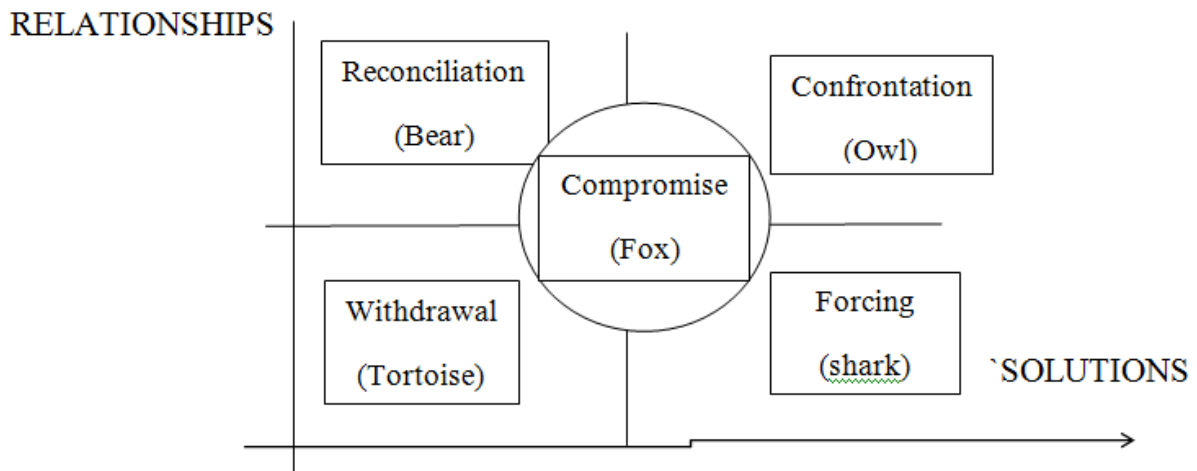 RELATIONSHIPS
Reconciliation
(Bear)
Confrontation
(Owl)
Compromise
(Fox)
Withdrawal
(Tortoise)
Forcing
(shark)
`SOLUTIONS